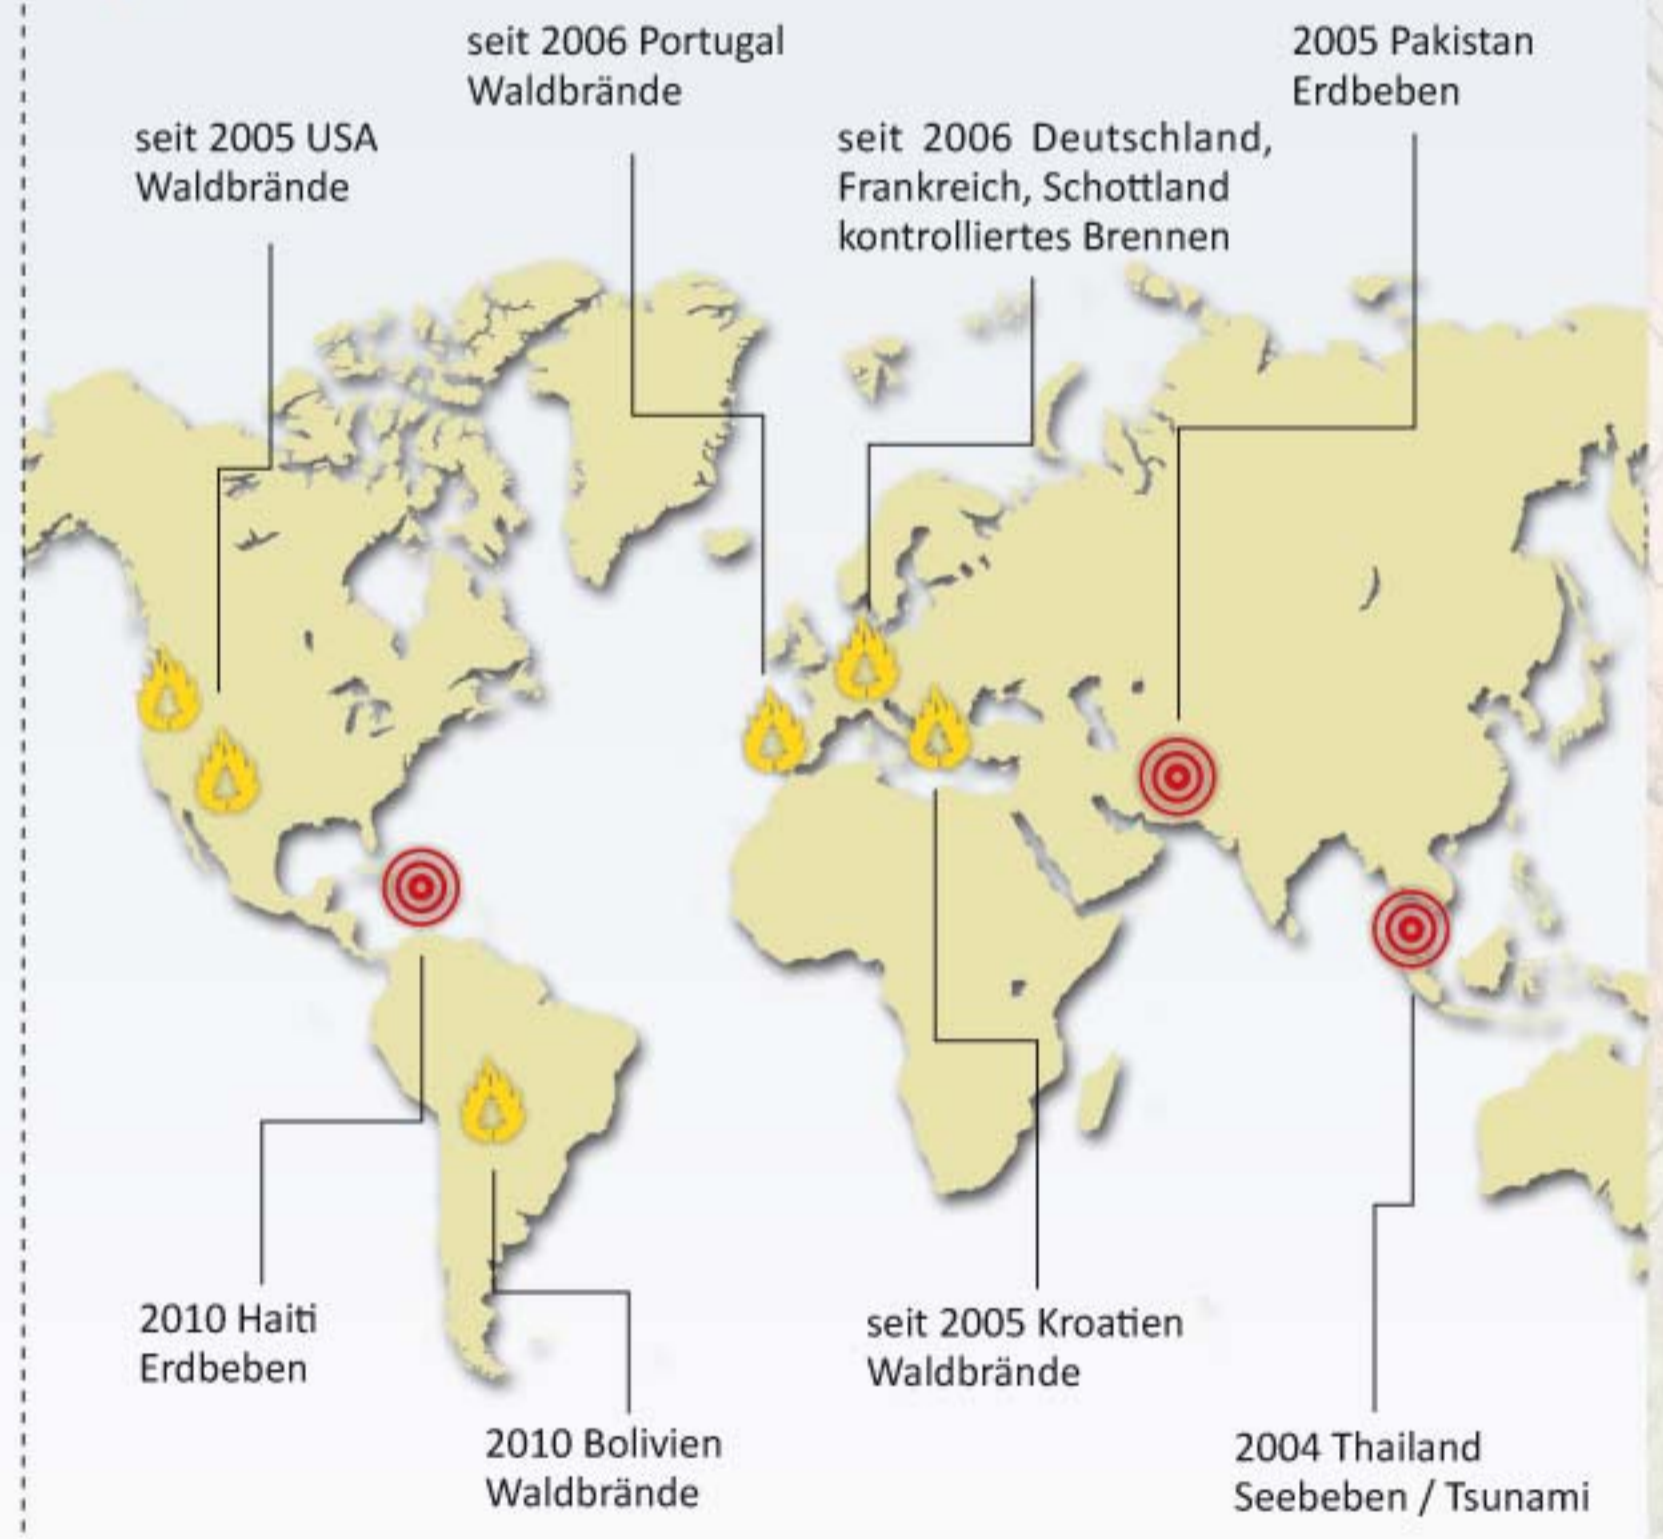 seit 2006 Portugal
Waldbrände
2005 Pakistan
Erdbeben
seit 2005 USA
Waldbrände
seit 2006 Deutschland,
Frankreich, Schottland
kontrolliertes Brennen
2010 Haiti
Erdbeben
seit 2005 Kroatien
Waldbrände
2010 Bolivien
Waldbrände
2004 Thailand
Seebeben / Tsunami